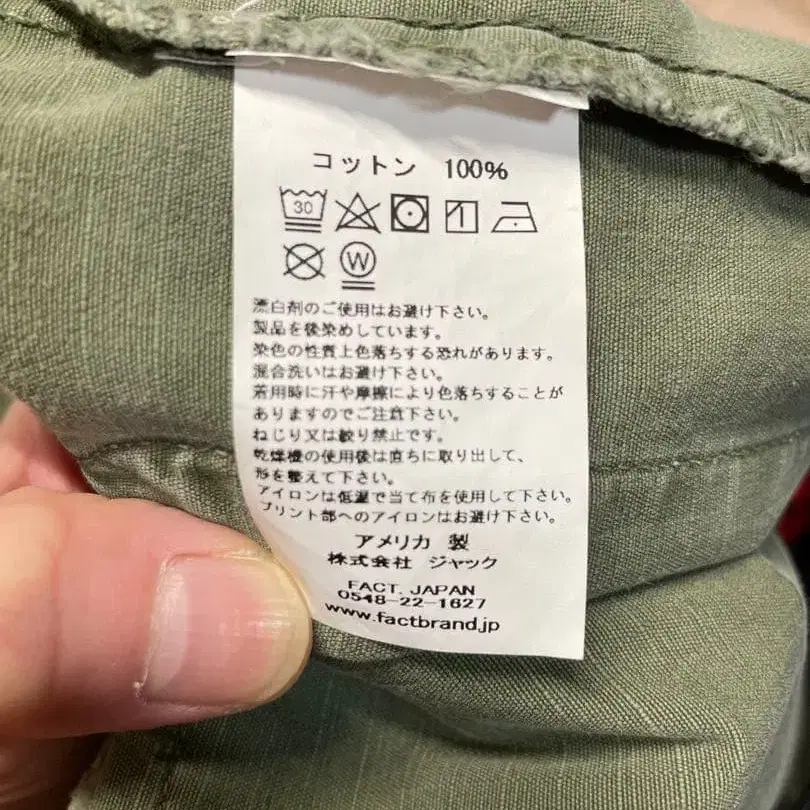 コットン 100%
30
W
漂白剤のご使用はお避け下さい。
製品を後染めしています。
染色の性質上色落ちする恐れがあります。
混合洗いはお避け下さい。
着用時に汗や摩擦により色落ちすることが
ありますのでご注意下さい。
ねじり又は絞り禁止です。
乾燥機の使用後は直ちに取り出して、
形を整えて下さい。
アイロンは低温で当て布を使用して下さい。
プリント部へのアイロンはお避け下さい。
アメリカ 製
株式会社 ジャック
FACT. JAPAN
0548-22-1627
www.factbrand.jp